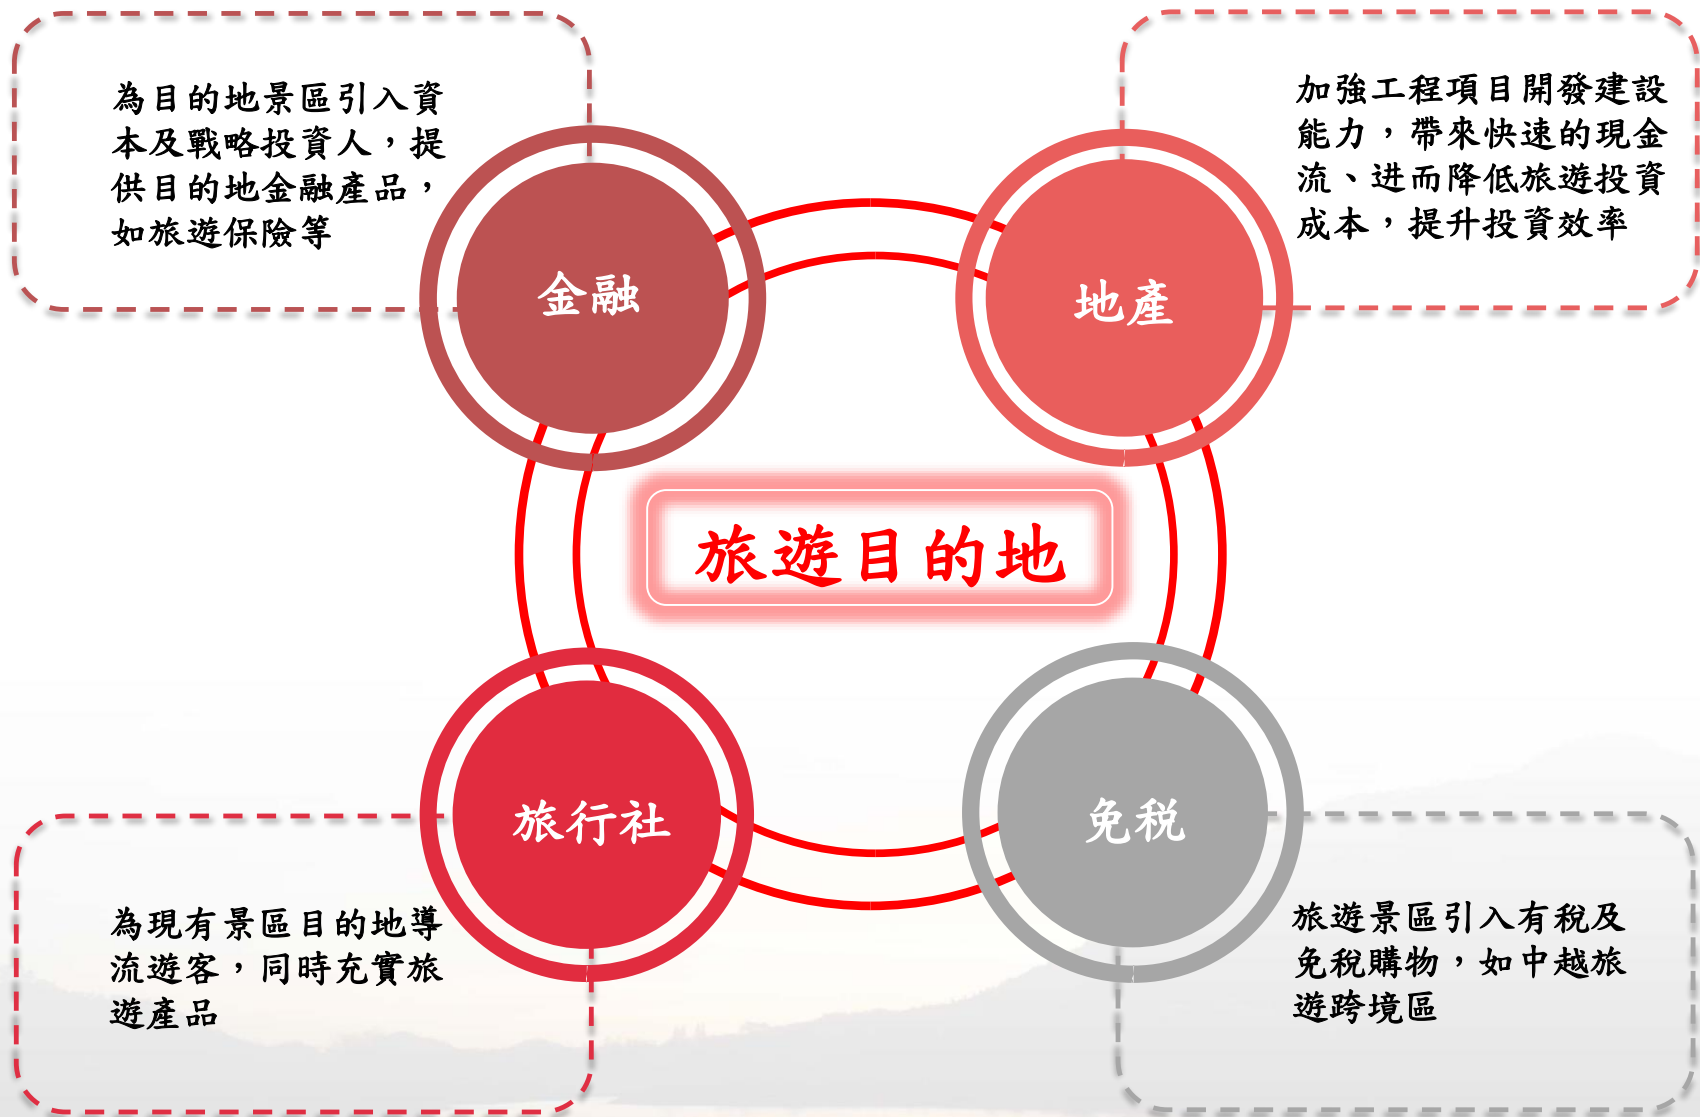 為目的地景區引入資
本及戰略投資人，提
供目的地金融產品，
如旅遊保險等
加強工程項目開發建設
能力，帶來快速的現金
流、进而降低旅遊投資
成本，提升投資效率
金融
地產
旅遊目的地
旅行社
免税
為現有景區目的地導
流遊客，同時充實旅
遊產品
旅遊景區引入有稅及
免稅購物，如中越旅
遊跨境區